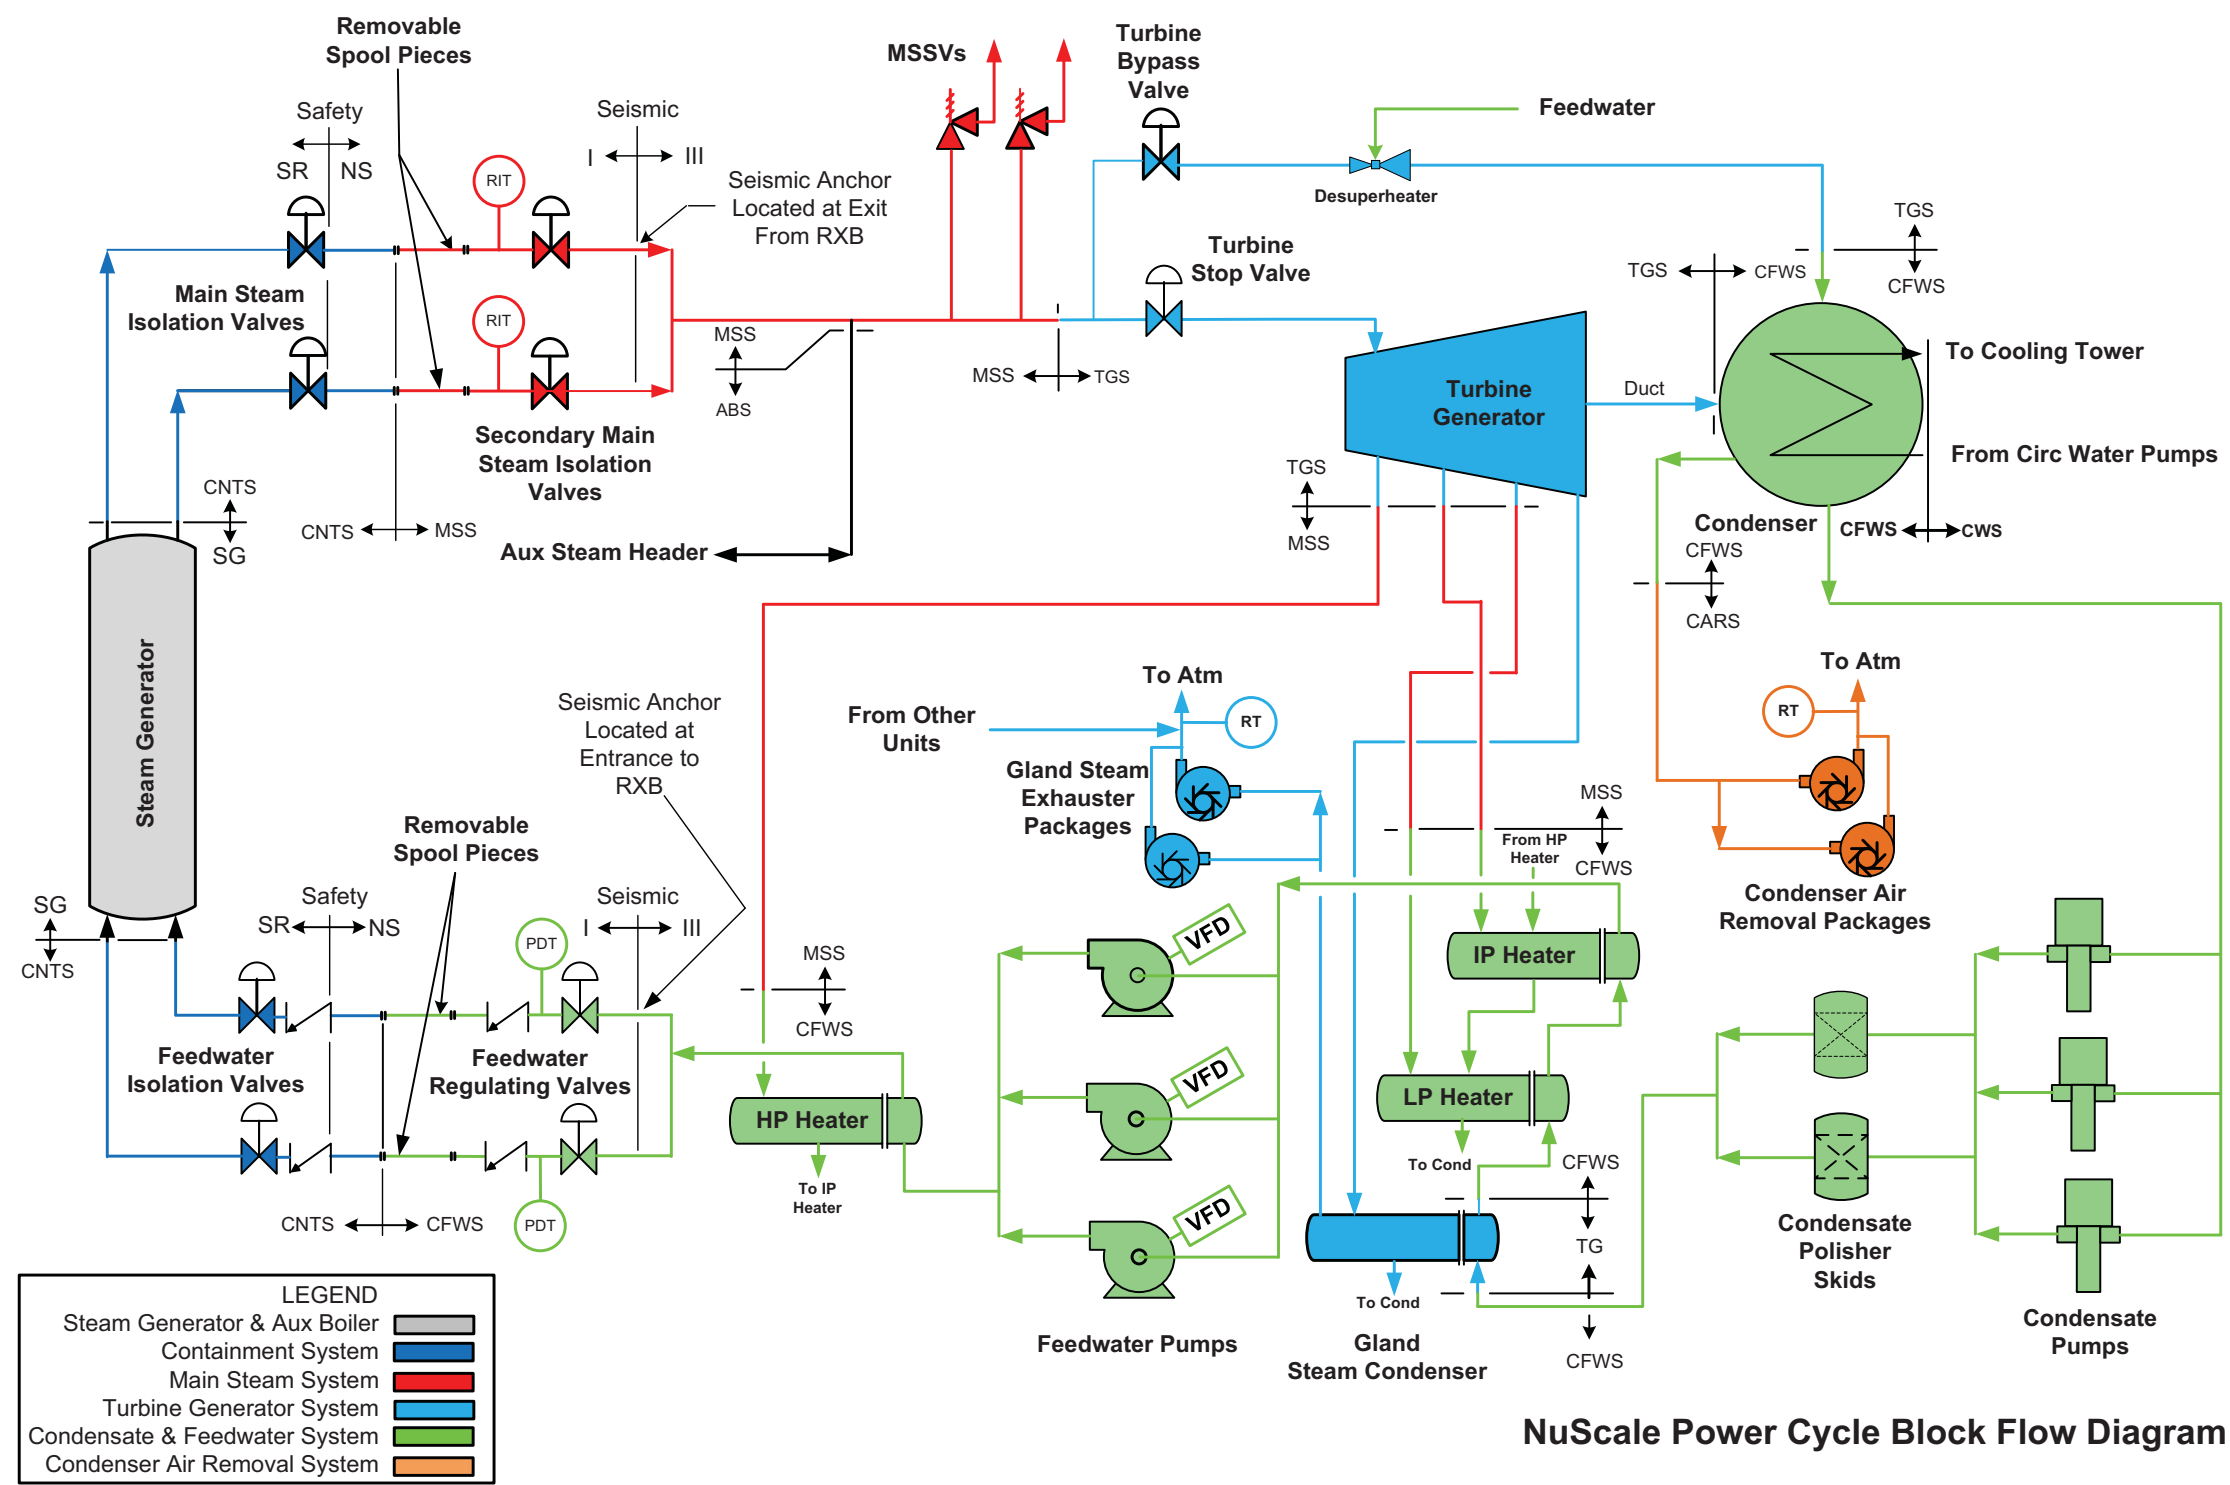 Removable
Spool Pieces
Safety
SR
NS
RIT
Seismic
I
III
Seismic Anchor
Located at Exit
From RXB
MSSVs
Turbine
Bypass
Valve
Feedwater
Desuperheater
TGS
CFWS
TGS
CFWS
Main Steam
Isolation Valves
RIT
MSS
ABS
Turbine
Stop Valve
MSS
TGS
Turbine
Generator
Duct
To Cooling Tower
From Circ Water Pumps
Condenser
CFWS
CWS
Secondary Main
Steam Isolation
Valves
CNTS
SG
CNTS
MSS
Aux Steam Header
TGS
MSS
CFWS
CARS
Steam Generator
Seismic Anchor
Located at
Entrance to
RXB
From Other
Units
To Atm
RT
Gland Steam
Exhauster
Packages
To Atm
RT
Condenser Air
Removal Packages
MSS
CFWS
From HP
Heater
Removable
Spool Pieces
SG
CNTS
Safety
SR
NS
PDT
Seismic
I
III
MSS
CFWS
VFD
IP Heater
Feedwater
Isolation Valves
Feedwater
Regulating Valves
HP Heater
VFD
LP Heater
To IP
Heater
To Cond
CFWS
TG
CNTS
CFWS
PDT
VFD
To Cond
CFWS
Condensate
Polisher
Skids
Condensate
Pumps
Feedwater Pumps
Gland
Steam Condenser
LEGEND
Steam Generator & Aux Boiler
Containment System
Main Steam System
Turbine Generator System
Condensate & Feedwater System
Condenser Air Removal System
NuScale Power Cycle Block Flow Diagram